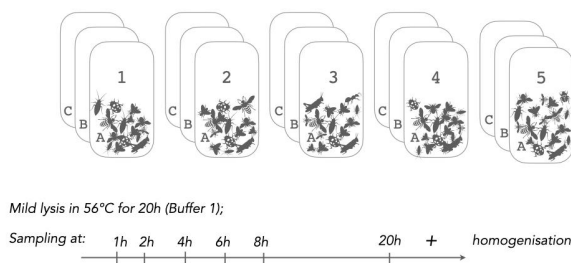 1 2 3 4 5
C C C C C
B B B B B
A A A A A
Mild lysis in 56°C for 20h (Buffer 1);
Sampling at: 1h 2h 4h 6h 8h 20h + homogenisation